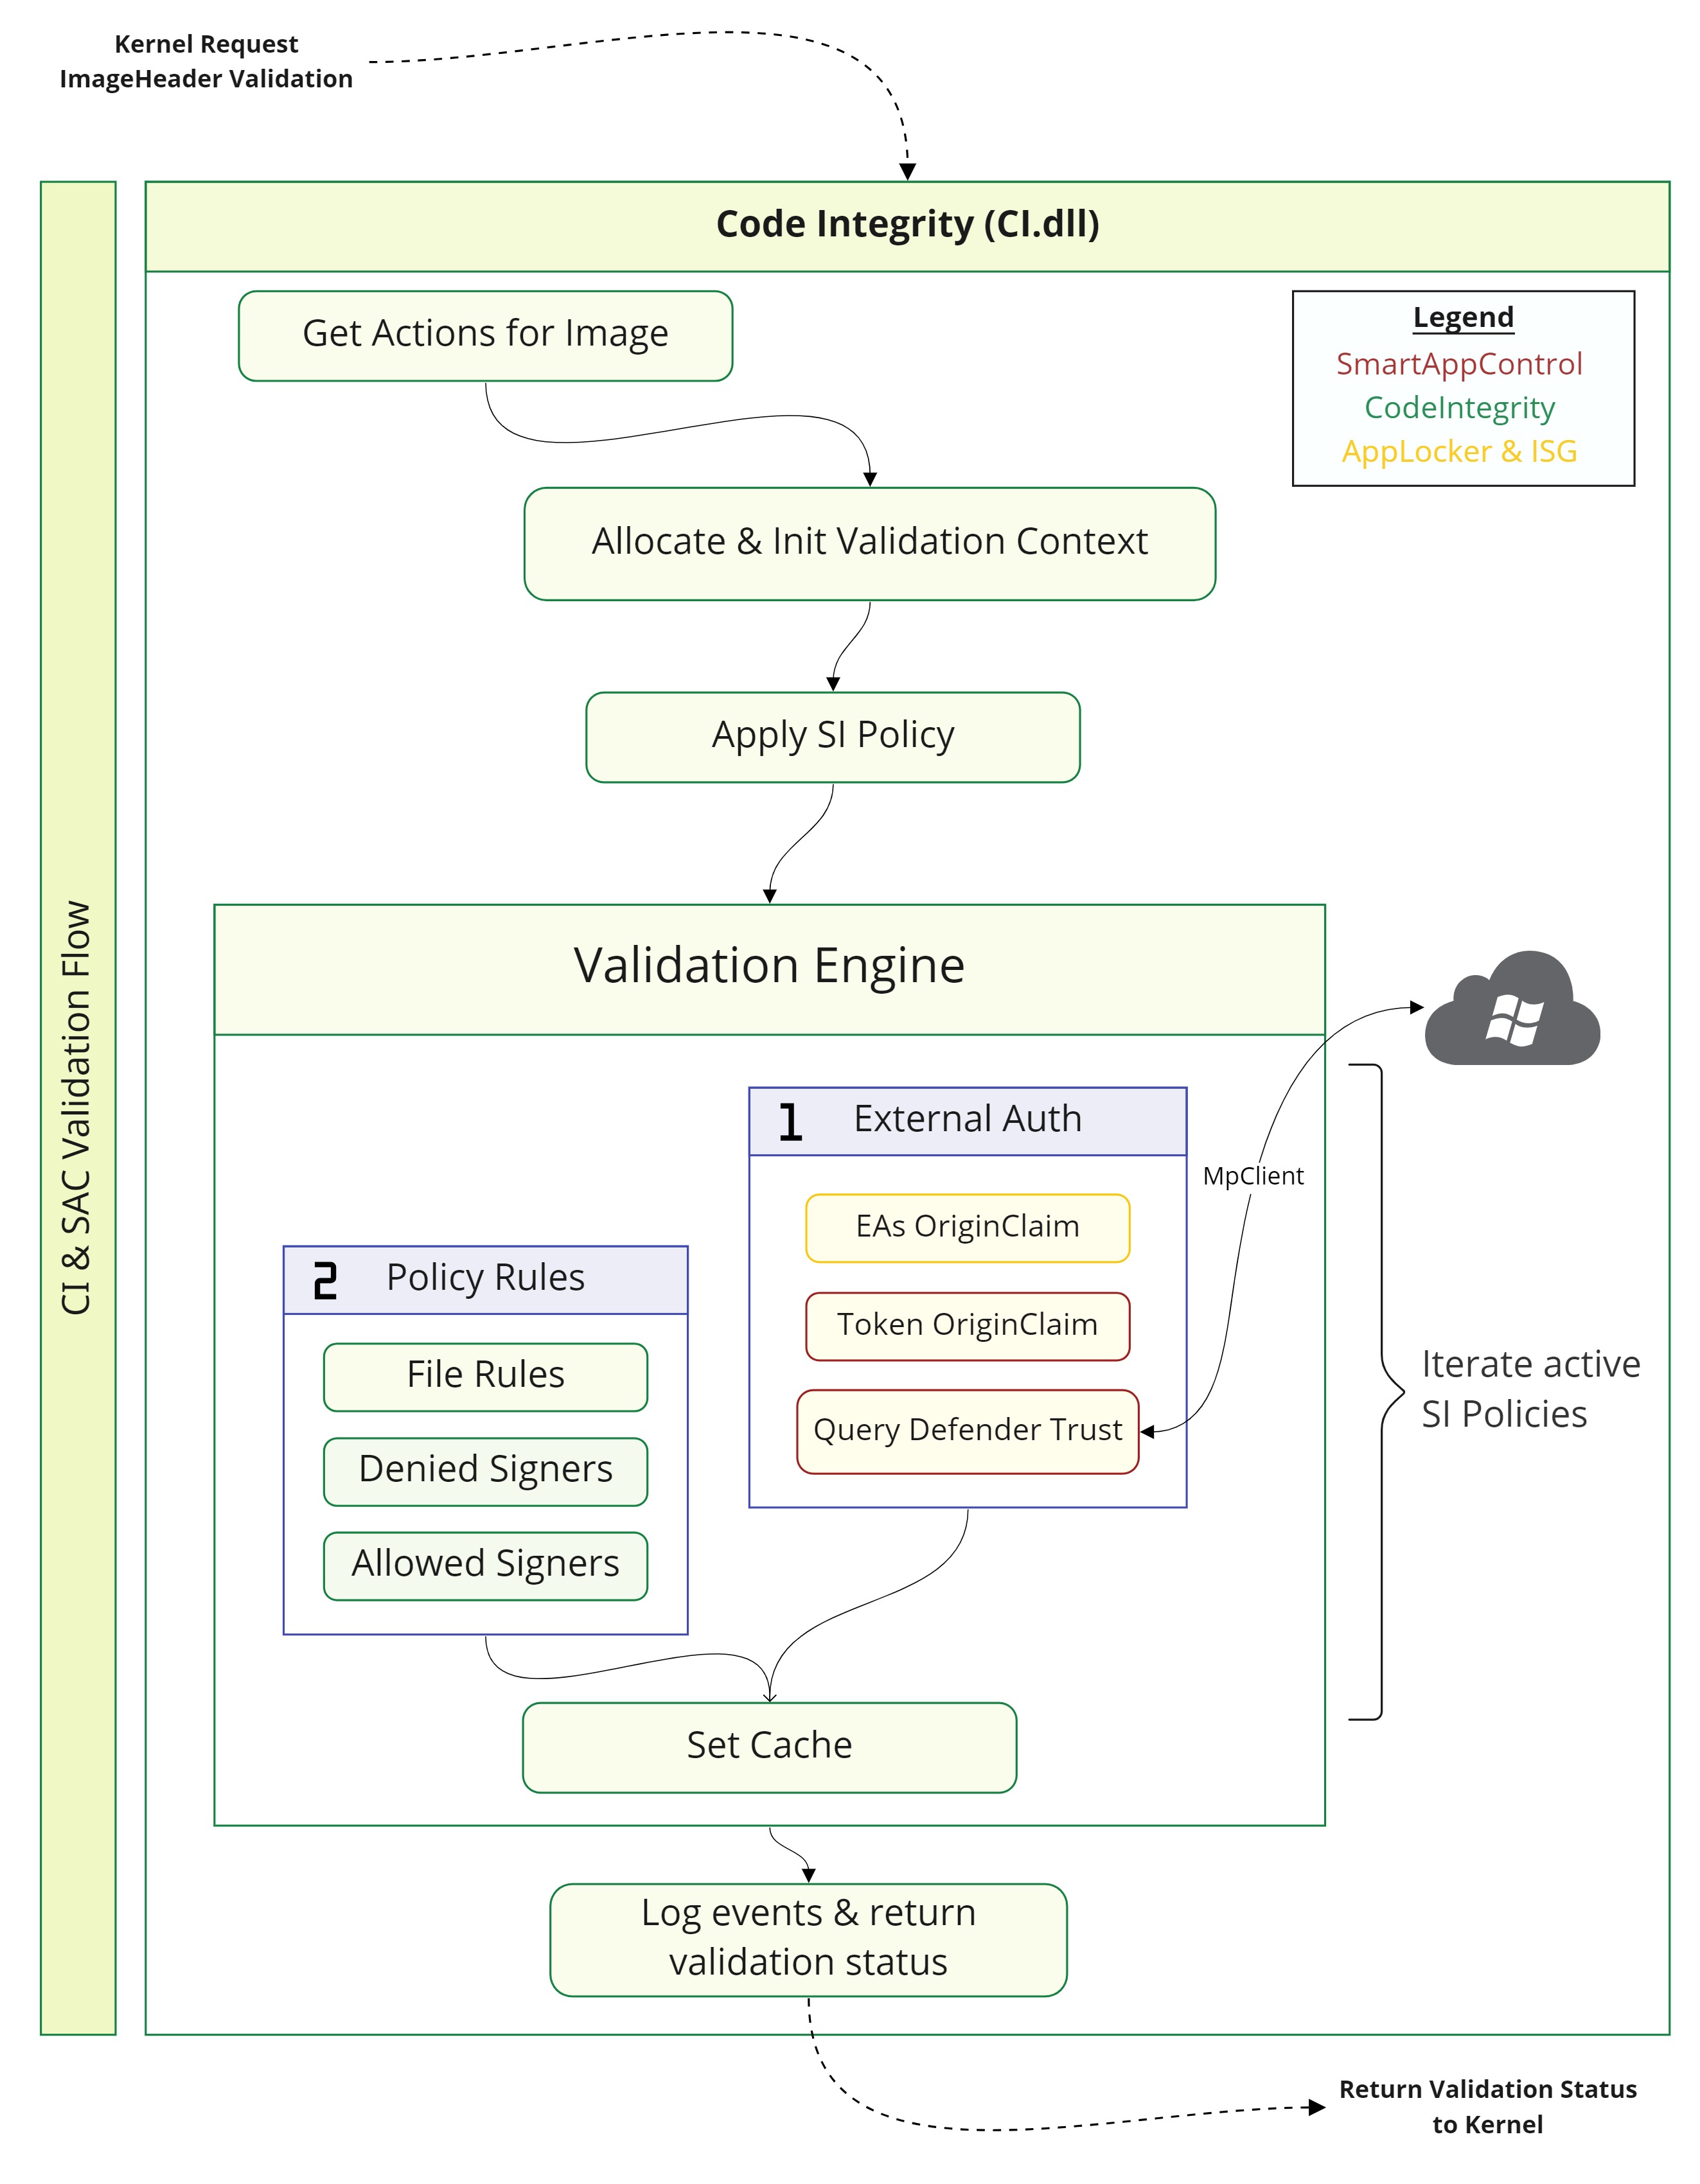 Kernel Request
ImageHeader Validation
CI & SAC Validation Flow
Code Integrity (CI.dll)
Get Actions for Image
Legend
SmartAppControl
CodeIntegrity
AppLocker & ISG
Allocate & Init Validation Context
Apply SI Policy
Validation Engine
1 External Auth
MpClient
EAs OriginClaim
Token OriginClaim
Query Defender Trust
2 Policy Rules
File Rules
Denied Signers
Allowed Signers
Iterate active
SI Policies
Set Cache
Log events & return
validation status
Return Validation Status
to Kernel